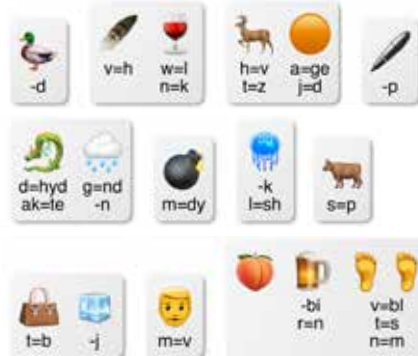 -d
v=h w=l
n=k
h=v a=ge
t=z j=d
-p
d=hyd g=nd
ak=te -n
m=dy
-k
l=sh
s=p
t=b -j
m=v
-bi v=bl
r=n t=s
n=m